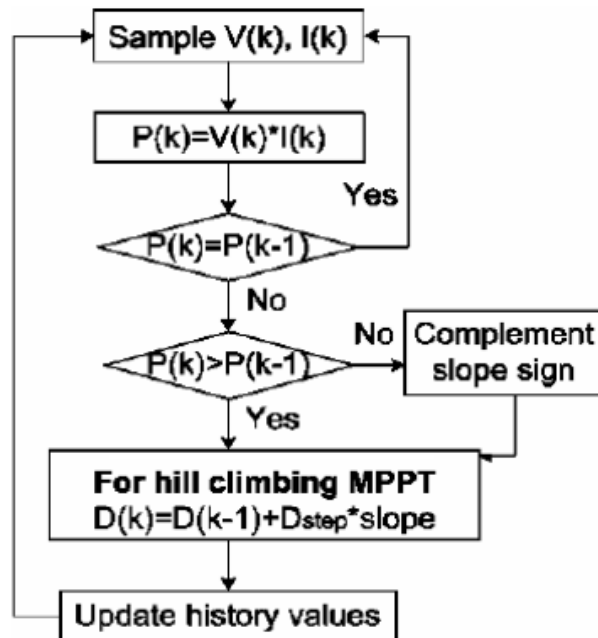 Sample V(k), I(k)
P(k)=V(k)*I(k)
Yes
P(k)=P(k-1)
No
P(k)>P(k-1)
No
Complement
slope sign
Yes
For hill climbing MPPT
D(k)=D(k-1)+Dstep*slope
Update history values